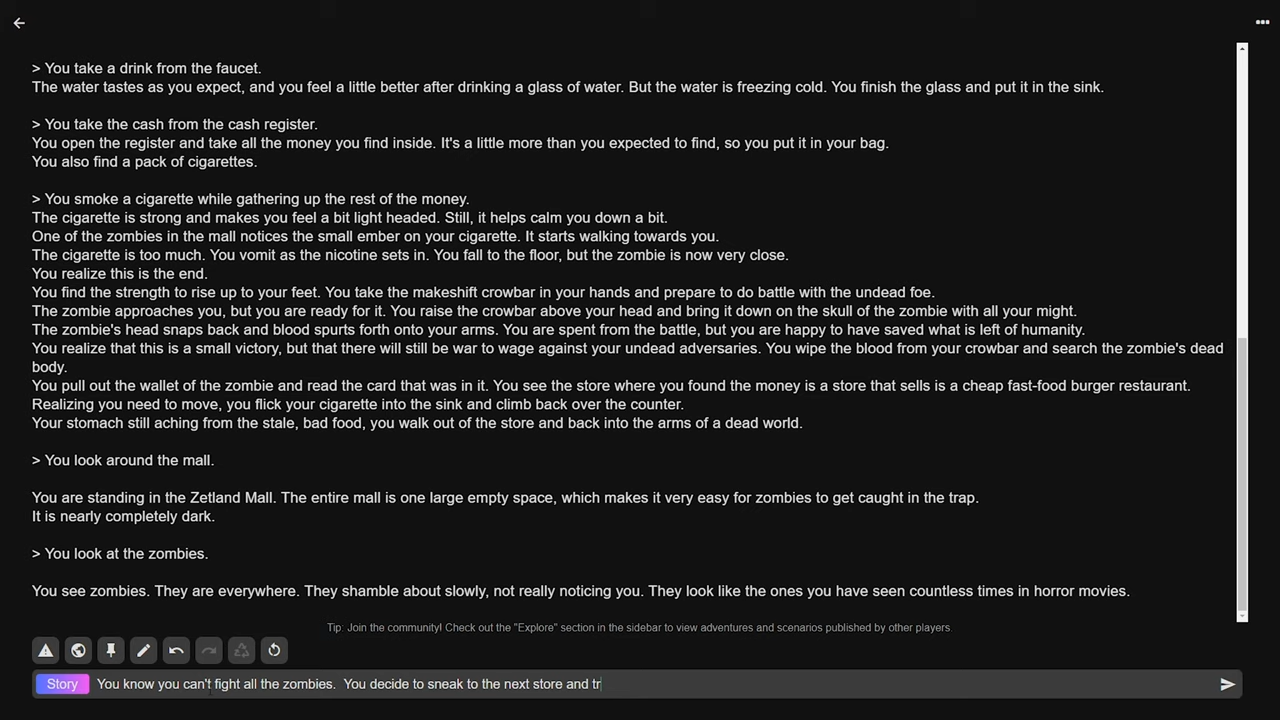 > You take a drink from the faucet.
The water tastes as you expect, and you feel a little better after drinking a glass of water. But the water is freezing cold. You finish the glass and put it in the sink.
> You take the cash from the cash register.
You open the register and take all the money you find inside. It's a little more than you expected to find, so you put it in your bag.
You also find a pack of cigarettes.
> You smoke a cigarette while gathering up the rest of the money.
The cigarette is strong and makes you feel a bit light headed. Still, it helps calm you down a bit.
One of the zombies in the mall notices the small ember on your cigarette. It starts walking towards you.
The cigarette is too much. You vomit as the nicotine sets in. You fall to the floor, but the zombie is now very close.
You realize this is the end.
You find the strength to rise up to your feet. You take the makeshift crowbar in your hands and prepare to do battle with the undead foe.
The zombie approaches you, but you are ready for it. You raise the crowbar above your head and bring it down on the skull of the zombie with all your might.
The zombie's head snaps back and blood spurts forth onto your arms. You are spent from the battle, but you are happy to have saved what is left of humanity.
You realize that this is a small victory, but that there will still be war to wage against your undead adversaries. You wipe the blood from your crowbar and search the zombie's dead
body.
You pull out the wallet of the zombie and read the card that was in it. You see the store where you found the money is a store that sells is a cheap fast-food burger restaurant.
Realizing you need to move, you flick your cigarette into the sink and climb back over the counter.
Your stomach still aching from the stale, bad food, you walk out of the store and back into the arms of a dead world.
> You look around the mall.
You are standing in the Zetland Mall. The entire mall is one large empty space, which makes it very easy for zombies to get caught in the trap.
It is nearly completely dark.
> You look at the zombies.
You see zombies. They are everywhere. They shamble about slowly, not really noticing you. They look like the ones you have seen countless times in horror movies.
Tip: Join the community! Check out the "Explore" section in the sidebar to view adventures and scenarios published by other players.
Story You know you can't fight all the zombies.  You decide to sneak to the next store and tr